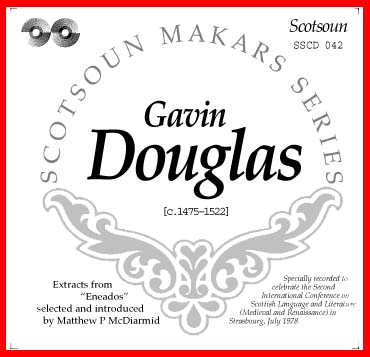 Scotsoun
SSCD 042
SCOTSOUN MAKARS SERIES
Gavin
Douglas
[c.1475–1522]
Extracts from
“Eneados”
selected and introduced
by Matthew P McDiarmid
Specially recorded to
celebrate the Second
International Conference on
Scottish Language and Literature
(Medieval and Renaissance) in
Strasbourg, July 1978